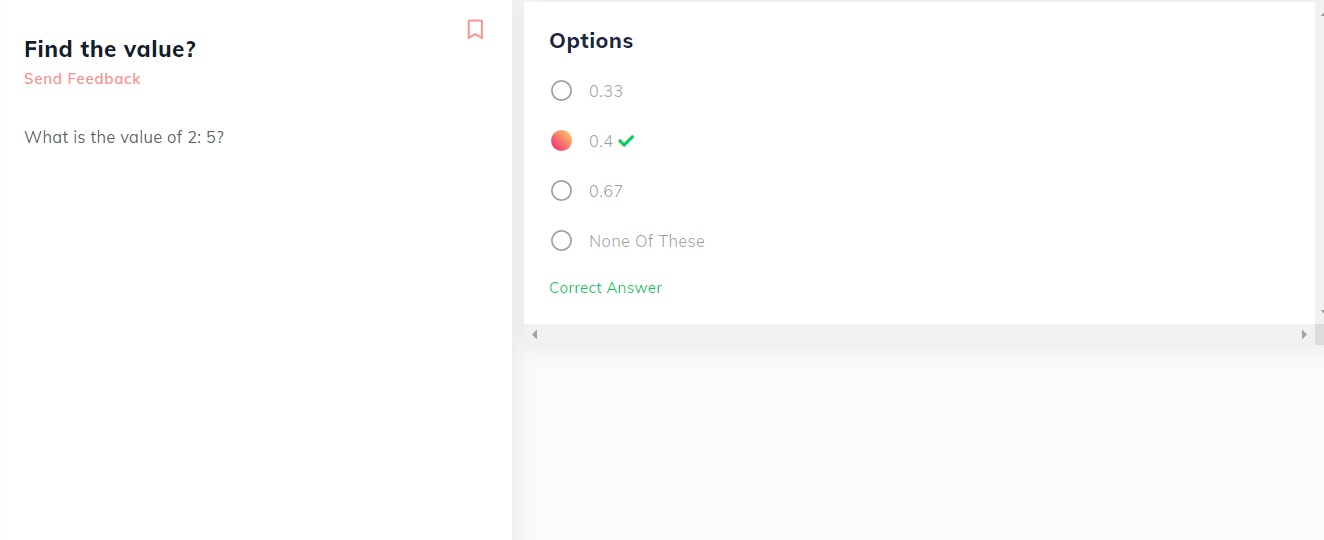 Find the value?
Send Feedback
What is the value of 2: 5?
Options
0.33
0.4
0.67
None Of These
Correct Answer